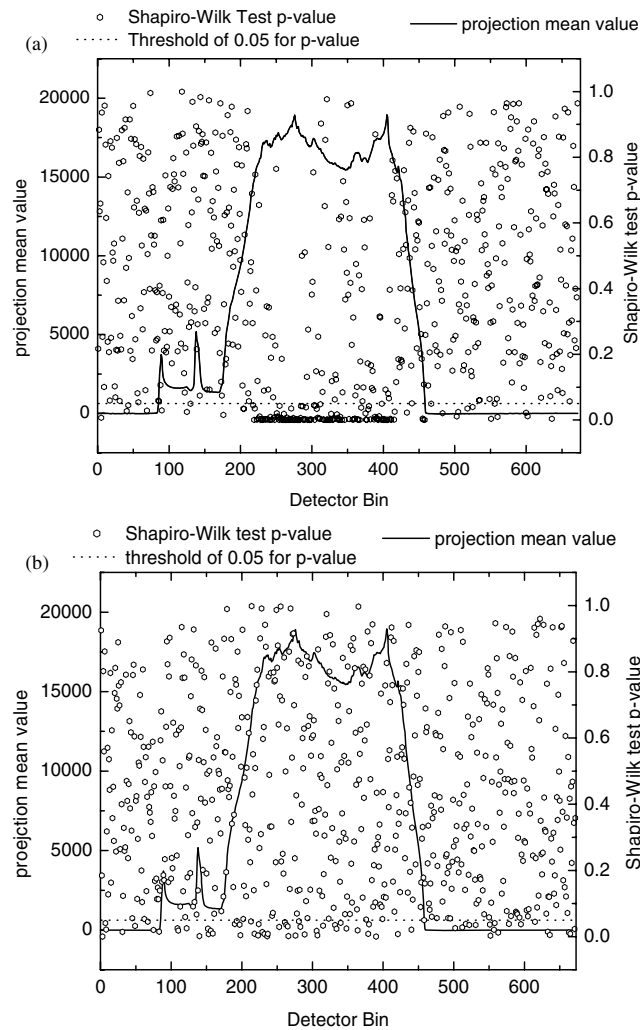 Shapiro-Wilk Test p-value
projection mean value
(a)
Threshold of 0.05 for p-value
20000
15000
10000
5000
0
projection mean value
1.0
0.8
0.6
0.4
0.2
0.0
Shapiro-Wilk test p-value
0 100 200 300 400 500 600
Detector Bin
Shapiro-Wilk test p-value
projection mean value
(b)
threshold of 0.05 for p-value
20000
15000
10000
5000
0
proejction mean value
1.0
0.8
0.6
0.4
0.2
0.0
Shapiro-Wilk test p-value
0 100 200 300 400 500 600
Detector Bin